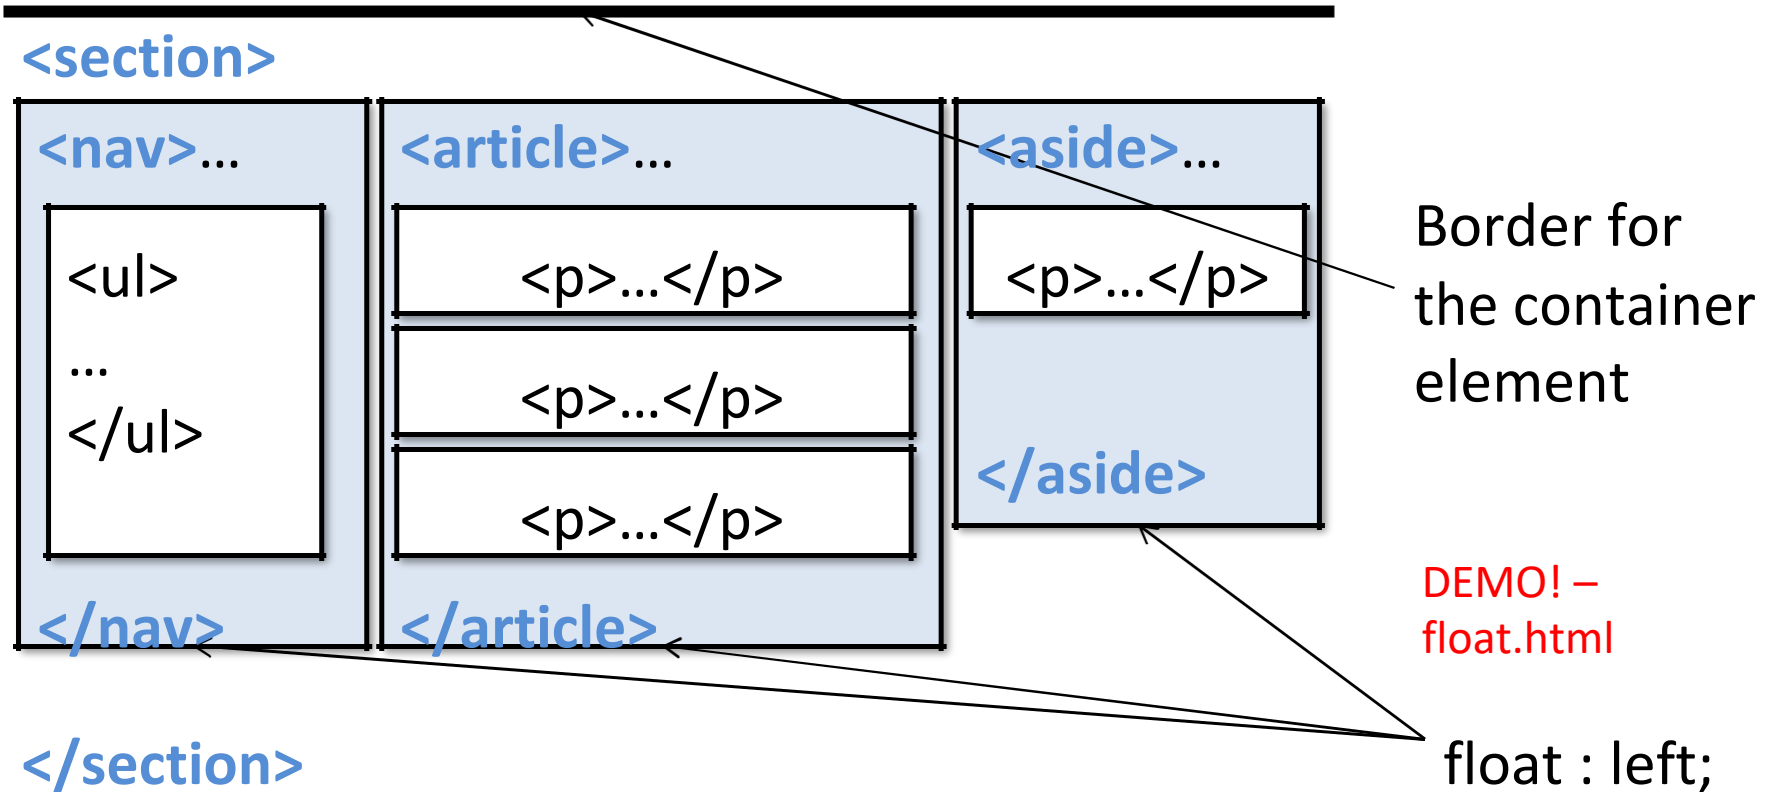 <section>
<nav>...
<ul>
...
</ul>
</nav>
<article>...
<p>...</p>
<p>...</p>
<p>...</p>
</article>
<aside>...
<p>...</p>
</aside>
Border for
the container
element
DEMO! –
float.html
float : left;
</section>